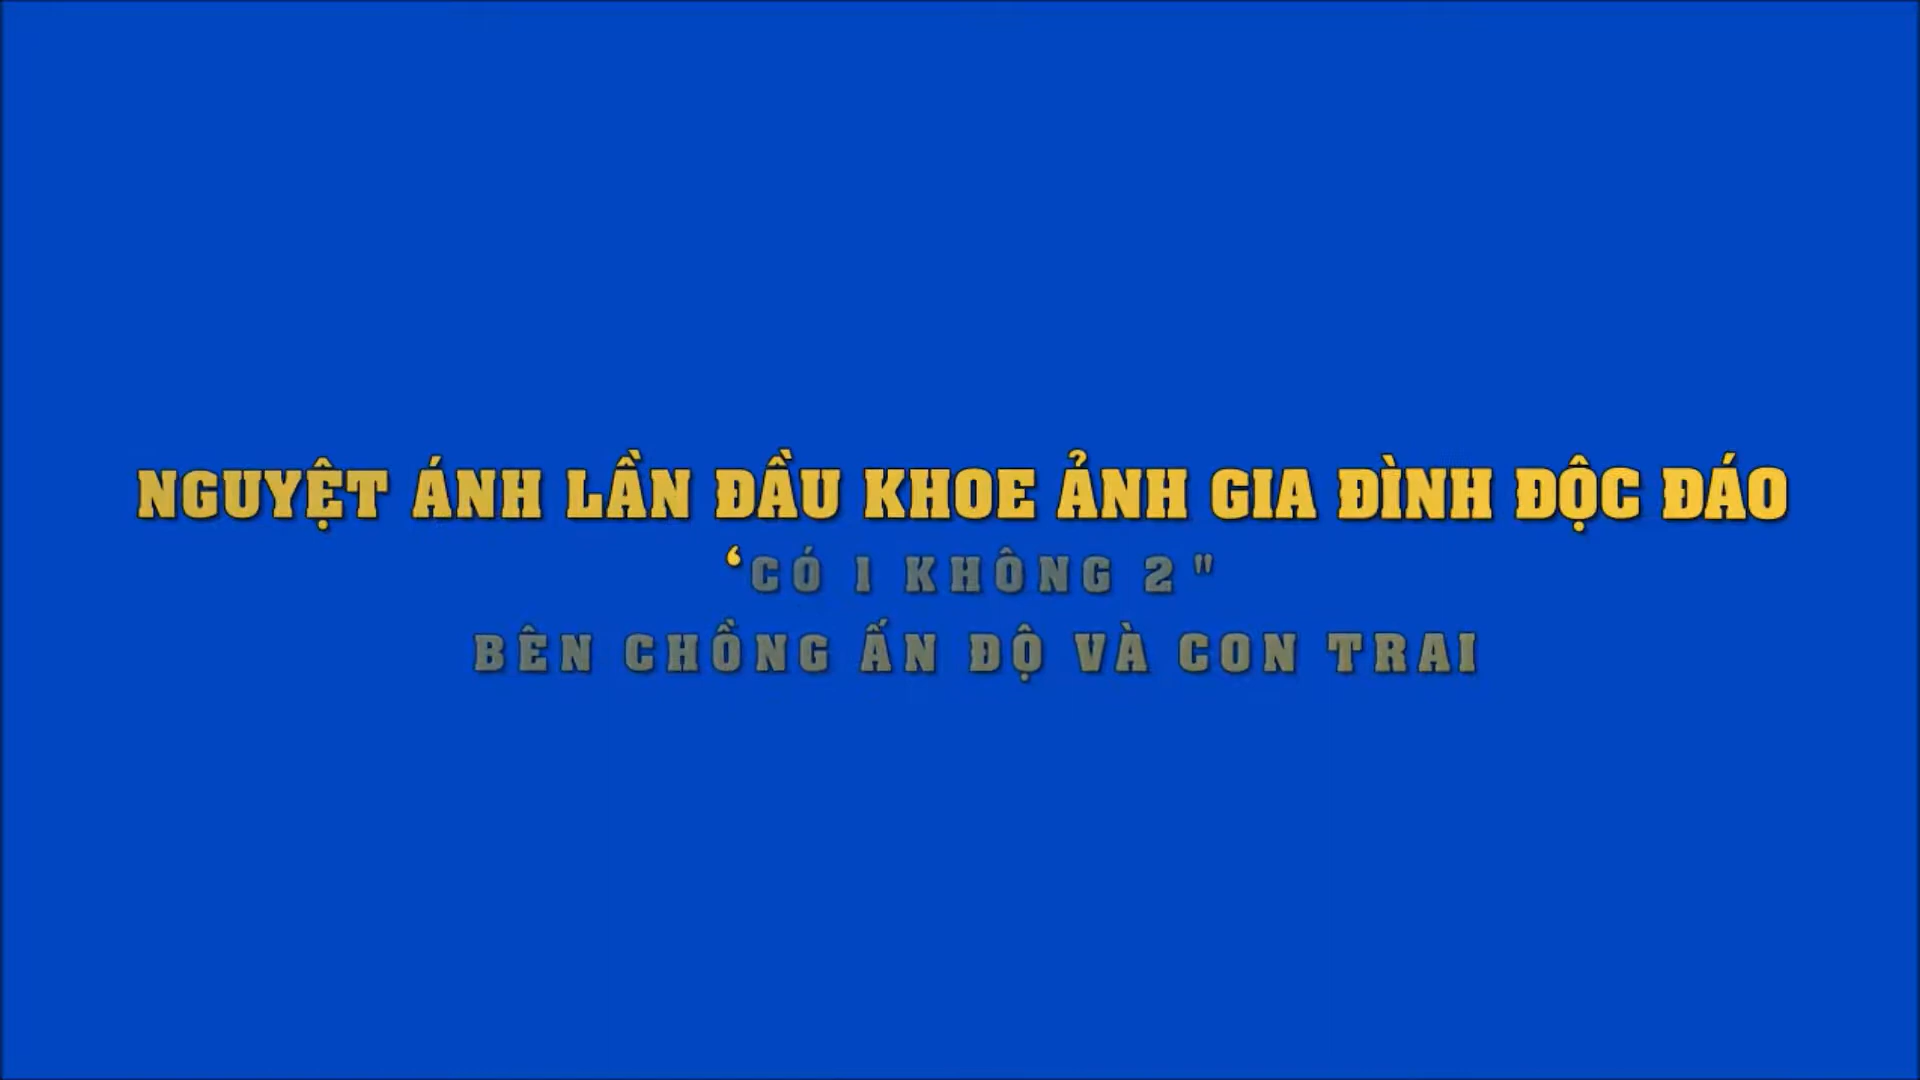 NGUYỆT ÁNH LẦN ĐẦU KHOE ẢNH GIA ĐÌNH ĐỘC ĐÁO
‘CÓ 1 KHÔNG 2"
BÊN CHỒNG ẤN ĐỘ VÀ CON TRAI